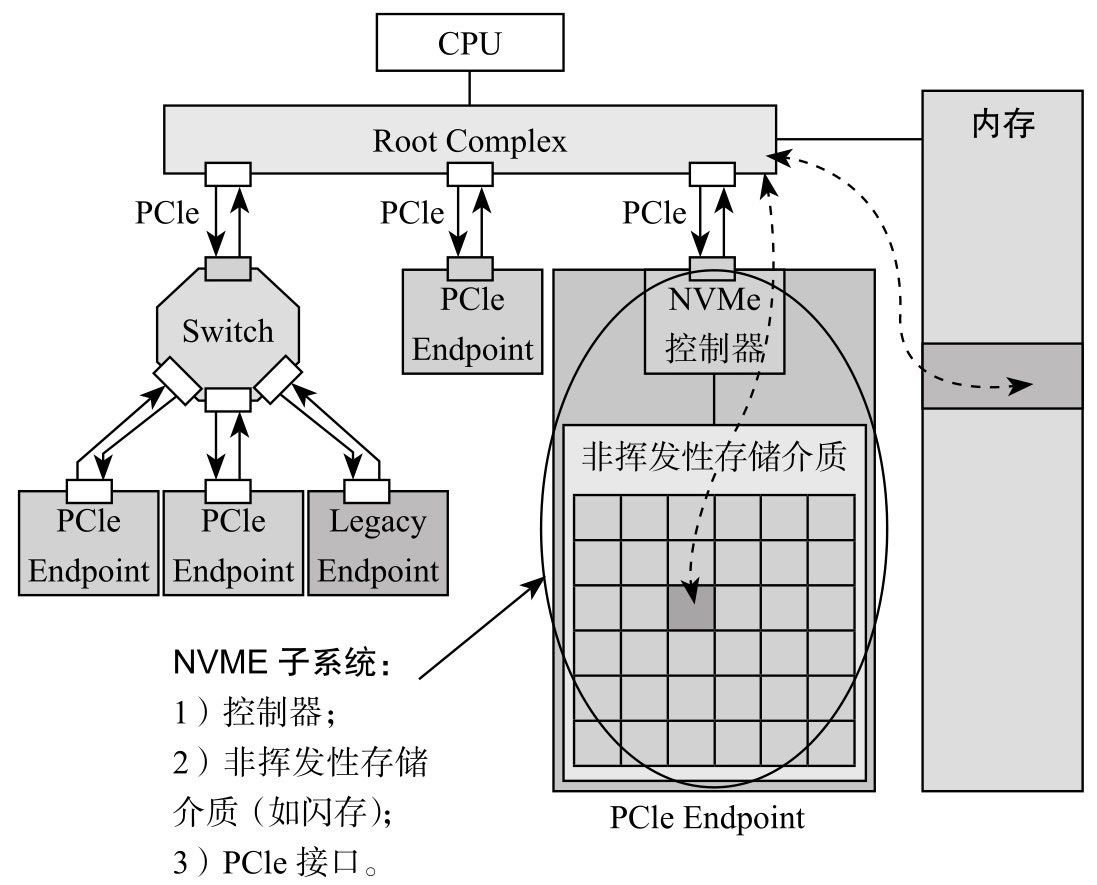 CPU
Root Complex
内存
PCle
PCle
PCle
Switch
PCle
Endpoint
NVMe
控制器
非挥发性存储介质
PCle
Endpoint
PCle
Endpoint
Legacy
Endpoint
NVME 子系统：
1）控制器；
2）非挥发性存储
介质（如闪存）；
3）PCle 接口。
PCle Endpoint